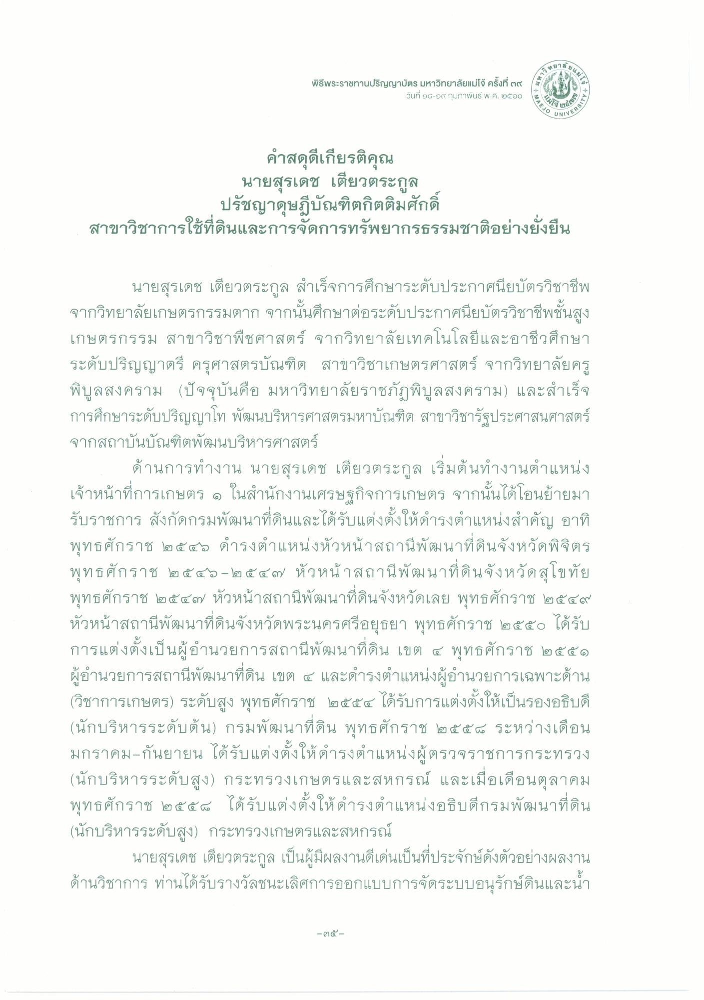 พิธีพระราชทานปริญญาบัตร มหาวิทยาลัยแม่โจ้ ครั้งที่ ๓๙
วันที่ ๑๘-๑๙ กุมภาพันธ์ พ.ศ. ๒๕๖๐
มหาวิทยาลัยแม่โจ้
แม่โจ้ ๒๔๗๗
MAEJO UNIVERSITY
คำสดุดีเกียรติคุณ
นายสุรเดช เตียวตระกูล
ปรัชญาดุษฎีบัณฑิตกิตติมศักดิ์
สาขาวิชาการใช้ที่ดินและการจัดการทรัพยากรธรรมชาติอย่างยั่งยืน
นายสุรเดช เตียวตระกูล สำเร็จการศึกษาระดับประกาศนียบัตรวิชาชีพ
จากวิทยาลัยเกษตรกรรมตาก จากนั้นศึกษาต่อระดับประกาศนียบัตรวิชาชีพชั้นสูง
เกษตรกรรม สาขาวิชาพืชศาสตร์ จากวิทยาลัยเทคโนโลยีและอาชีวศึกษา
ระดับปริญญาตรี ครุศาสตรบัณฑิต สาขาวิชาเกษตรศาสตร์ จากวิทยาลัยครู
พิบูลสงคราม (ปัจจุบันคือ มหาวิทยาลัยราชภัฏพิบูลสงคราม) และสำเร็จ
การศึกษาระดับปริญญาโท พัฒนบริหารศาสตรมหาบัณฑิต สาขาวิชารัฐประศาสนศาสตร์
จากสถาบันบัณฑิตพัฒนบริหารศาสตร์
ด้านการทำงาน นายสุรเดช เตียวตระกูล เริ่มต้นทำงานตำแหน่ง
เจ้าหน้าที่การเกษตร ๑ ในสำนักงานเศรษฐกิจการเกษตร จากนั้นได้โอนย้ายมา
รับราชการ สังกัดกรมพัฒนาที่ดินและได้รับแต่งตั้งให้ดำรงตำแหน่งสำคัญ อาทิ
พุทธศักราช ๒๕๔๖ ดำรงตำแหน่งหัวหน้าสถานีพัฒนาที่ดินจังหวัดพิจิตร
พุทธศักราช ๒๕๔๖-๒๕๔๗ หัวหน้าสถานีพัฒนาที่ดินจังหวัดสุโขทัย
พุทธศักราช ๒๕๔๗ หัวหน้าสถานีพัฒนาที่ดินจังหวัดเลย พุทธศักราช ๒๕๔๙
หัวหน้าสถานีพัฒนาที่ดินจังหวัดพระนครศรีอยุธยา พุทธศักราช ๒๕๕๐ ได้รับ
การแต่งตั้งเป็นผู้อำนวยการสถานีพัฒนาที่ดิน เขต ๔ พุทธศักราช ๒๕๕๑
ผู้อำนวยการสถานีพัฒนาที่ดิน เขต ๔ และดำรงตำแหน่งผู้อำนวยการเฉพาะด้าน
(วิชาการเกษตร) ระดับสูง พุทธศักราช ๒๕๕๔ ได้รับการแต่งตั้งให้เป็นรองอธิบดี
(นักบริหารระดับต้น) กรมพัฒนาที่ดิน พุทธศักราช ๒๕๕๘ ระหว่างเดือน
มกราคม-กันยายน ได้รับแต่งตั้งให้ดำรงตำแหน่งผู้ตรวจราชการกระทรวง
(นักบริหารระดับสูง) กระทรวงเกษตรและสหกรณ์ และเมื่อเดือนตุลาคม
พุทธศักราช ๒๕๕๘ ได้รับแต่งตั้งให้ดำรงตำแหน่งอธิบดีกรมพัฒนาที่ดิน
(นักบริหารระดับสูง) กระทรวงเกษตรและสหกรณ์
นายสุรเดช เตียวตระกูล เป็นผู้มีผลงานดีเด่นเป็นที่ประจักษ์ดังตัวอย่างผลงาน
ด้านวิชาการ ท่านได้รับรางวัลชนะเลิศการออกแบบการจัดระบบอนุรักษ์ดินและน้ำ
-๓๕-